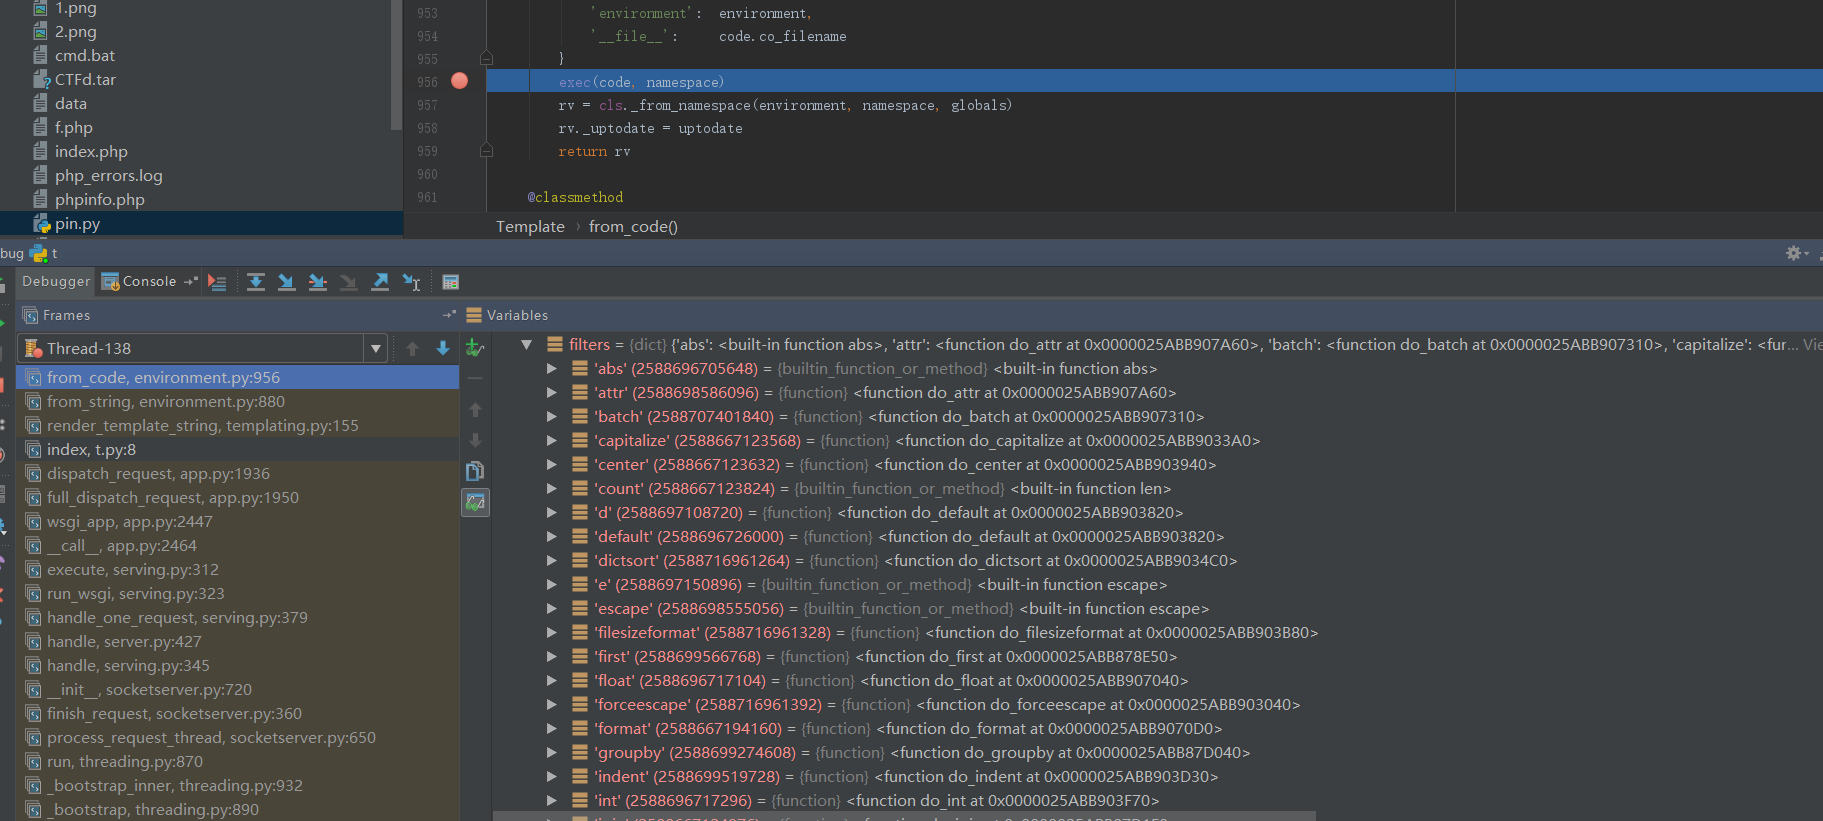 1.png
2.png
cmd.bat
CTFd.tar
data
f.php
index.php
php_errors.log
phpinfo.php
pin.py
953 'environment': environment,
954 '__file__': code.co_filename
955 }
956 exec(code, namespace)
957 rv = cls._from_namespace(environment, namespace, globals)
958 rv._uptodate = uptodate
959 return rv
960
961 @classmethod
Template › from_code()
bug t
Debugger Console
Frames
Thread-138
from_code, environment.py:956
from_string, environment.py:880
render_template_string, templating.py:155
index, t.py:8
dispatch_request, app.py:1936
full_dispatch_request, app.py:1950
wsgi_app, app.py:2447
__call__, app.py:2464
execute, serving.py:312
run_wsgi, serving.py:323
handle_one_request, serving.py:379
handle, server.py:427
handle, serving.py:345
__init__, socketserver.py:720
finish_request, socketserver.py:360
process_request_thread, socketserver.py:650
run, threading.py:870
_bootstrap_inner, threading.py:932
_bootstrap, threading.py:890
Variables
filters = {dict} {'abs': <built-in function abs>, 'attr': <function do_attr at 0x0000025ABB907A60>, 'batch': <function do_batch at 0x0000025ABB907310>, 'capitalize': <fur... Vie
'abs' (2588696705648) = {builtin_function_or_method} <built-in function abs>
'attr' (2588698586096) = {function} <function do_attr at 0x0000025ABB907A60>
'batch' (2588707401840) = {function} <function do_batch at 0x0000025ABB907310>
'capitalize' (2588667123568) = {function} <function do_capitalize at 0x0000025ABB9033A0>
'center' (2588667123632) = {function} <function do_center at 0x0000025ABB903940>
'count' (2588667123824) = {builtin_function_or_method} <built-in function len>
'd' (2588697108720) = {function} <function do_default at 0x0000025ABB903820>
'default' (2588696726000) = {function} <function do_default at 0x0000025ABB903820>
'dictsort' (2588716961264) = {function} <function do_dictsort at 0x0000025ABB9034C0>
'e' (2588697150896) = {builtin_function_or_method} <built-in function escape>
'escape' (2588698555056) = {builtin_function_or_method} <built-in function escape>
'filesizeformat' (2588716961328) = {function} <function do_filesizeformat at 0x0000025ABB903B80>
'first' (2588699566768) = {function} <function do_first at 0x0000025ABB878E50>
'float' (2588696717104) = {function} <function do_float at 0x0000025ABB907040>
'forceescape' (2588716961392) = {function} <function do_forceescape at 0x0000025ABB903040>
'format' (2588667194160) = {function} <function do_format at 0x0000025ABB9070D0>
'groupby' (2588699274608) = {function} <function do_groupby at 0x0000025ABB87D040>
'indent' (2588699519728) = {function} <function do_indent at 0x0000025ABB903D30>
'int' (2588696717296) = {function} <function do_int at 0x0000025ABB903F70>